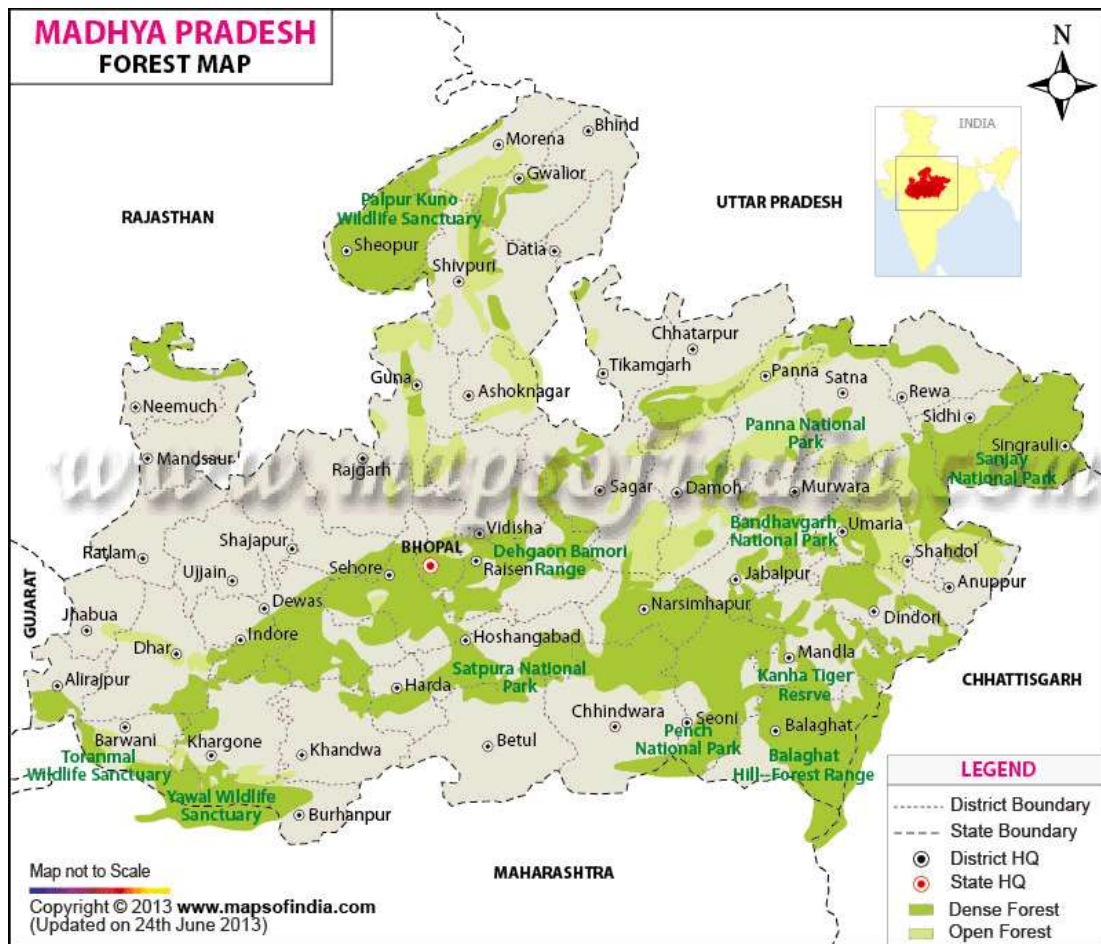 MADHYA PRADESH
FOREST MAP
N
INDIA
Bhind
Morena
Gwalior
RAJASTHAN
UTTAR PRADESH
Palpur Kuno
Wildlife Sanctuary
Sheopur
Datia
Shivpuri
Chhatarpur
Tikamgarh
Panna
Satna
Guna
Ashoknagar
Rewa
Neemuch
Sidhi
Panna National
Park
Singrauli
Mandsaur
Rajgarh
Sanjay
National Park
www.mapsofindia.com
Sagar
Damoh
Murwara
Vidisha
Bandhavgarh
National Park
Umaria
Shajapur
BHOPAL
Dehgaon Bamori
Range
Raisen
Ratlam
Ujjain
Sehore
Shahdol
Jabalpur
Anuppur
GUJARAT
Jhabua
Dewas
Narsimhapur
Dindori
Indore
Hoshangabad
Dhar
Mandla
Satpura National
Park
Kanha Tiger
Resrve
CHHATTISGARH
Alirajpur
Harda
Chhindwara
Seoni
Pench
National Park
Balaghat
Barwani
Khargone
Khandwa
Betul
Toranmal
Wildlife Sanctuary
Balaghat
Hill-Forest Range
Yawal Wildlife
Sanctuary
Burhanpur
MAHARASHTRA
LEGEND
District Boundary
State Boundary
District HQ
State HQ
Dense Forest
Open Forest
Map not to Scale
Copyright © 2013 www.mapsofindia.com
(Updated on 24th June 2013)